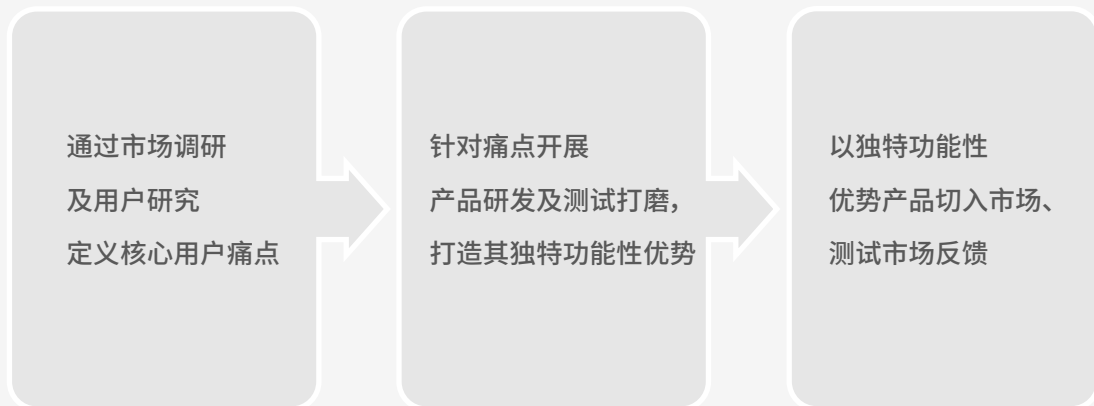 通过市场调研
及用户研究
定义核心用户痛点
针对痛点开展
产品研发及测试打磨，
打造其独特功能性优势
以独特功能性
优势产品切入市场、
测试市场反馈